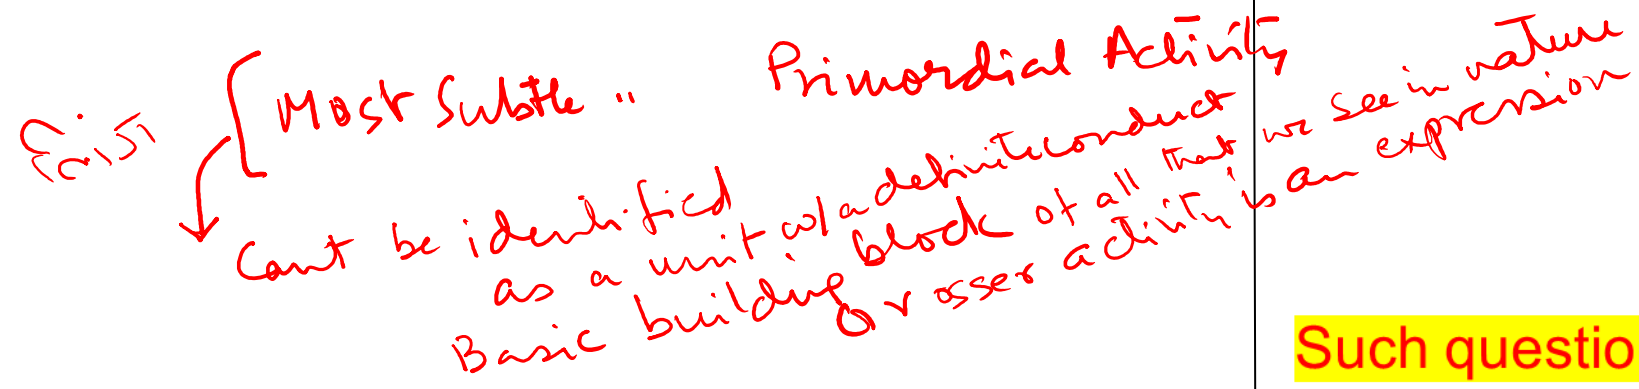 Exist
Most Subtle ..
Primordial Activity
Cant be identified
as a unit w/ a definite conduct
Basic building block of all that we see in nature
Grosser activity is an expression
Such questio